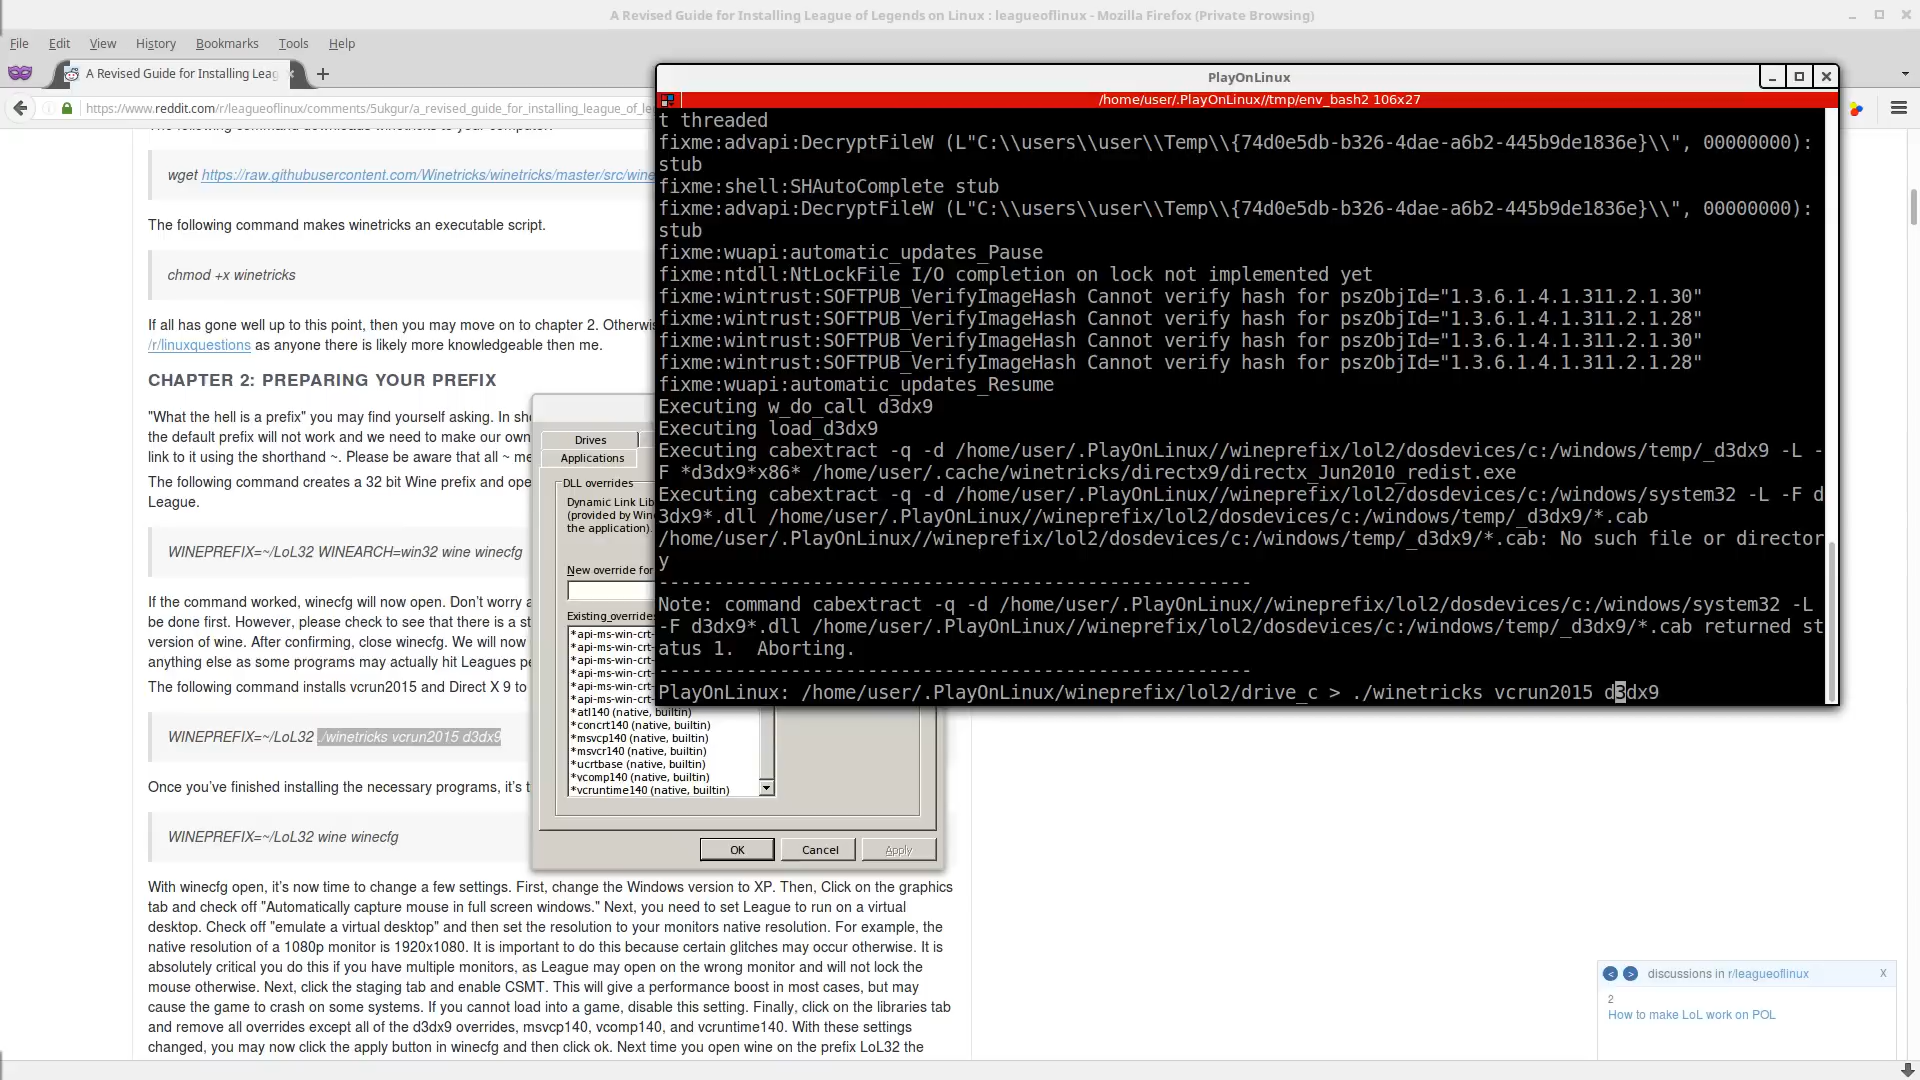 A Revised Guide for Installing League of Legends on Linux : leagueoflinux - Mozilla Firefox (Private Browsing)
File Edit View History Bookmarks Tools Help
A Revised Guide for Installing Leag
https://www.reddit.com/r/leagueoflinux/comments/5ukgur/a_revised_guide_for_installing_league_of_le
The following command downloads winetricks to your computer.
wget https://raw.githubusercontent.com/Winetricks/winetricks/master/src/wine
The following command makes winetricks an executable script.
chmod +x winetricks
If all has gone well up to this point, then you may move on to chapter 2. Otherwis
/r/linuxquestions as anyone there is likely more knowledgeable then me.
CHAPTER 2: PREPARING YOUR PREFIX
"What the hell is a prefix" you may find yourself asking. In sho
the default prefix will not work and we need to make our own
link to it using the shorthand ~. Please be aware that all ~ me
The following command creates a 32 bit Wine prefix and ope
League.
WINEPREFIX=~/LoL32 WINEARCH=win32 wine winecfg
If the command worked, winecfg will now open. Don't worry a
be done first. However, please check to see that there is a st
version of wine. After confirming, close winecfg. We will now
anything else as some programs may actually hit Leagues pe
The following command installs vcrun2015 and Direct X 9 to
WINEPREFIX=~/LoL32 ./winetricks vcrun2015 d3dx9
Once you've finished installing the necessary programs, it's t
WINEPREFIX=~/LoL32 wine winecfg
With winecfg open, it's now time to change a few settings. First, change the Windows version to XP. Then, Click on the graphics
tab and check off "Automatically capture mouse in full screen windows." Next, you need to set League to run on a virtual
desktop. Check off "emulate a virtual desktop" and then set the resolution to your monitors native resolution. For example, the
native resolution of a 1080p monitor is 1920x1080. It is important to do this because certain glitches may occur otherwise. It is
absolutely critical you do this if you have multiple monitors, as League may open on the wrong monitor and will not lock the
mouse otherwise. Next, click the staging tab and enable CSMT. This will give a performance boost in most cases, but may
cause the game to crash on some systems. If you cannot load into a game, disable this setting. Finally, click on the libraries tab
and remove all overrides except all of the d3dx9 overrides, msvcp140, vcomp140, and vcruntime140. With these settings
changed, you may now click the apply button in winecfg and then click ok. Next time you open wine on the prefix LoL32 the
Drives
Applications
DLL overrides
Dynamic Link Lib
(provided by Win
the application).
New override for
Existing overrides
*api-ms-win-crt-
*api-ms-win-crt-
*api-ms-win-crt-
*api-ms-win-crt-
*api-ms-win-crt-
*api-ms-win-crt-
*atl140 (native, builtin)
*concrt140 (native, builtin)
*msvcp140 (native, builtin)
*msvcr140 (native, builtin)
*ucrtbase (native, builtin)
*vcomp140 (native, builtin)
*vcruntime140 (native, builtin)
OK Cancel Apply
PlayOnLinux
/home/user/.PlayOnLinux//tmp/env_bash2 106x27
t threaded
fixme:advapi:DecryptFileW (L"C:\\users\\user\\Temp\\{74d0e5db-b326-4dae-a6b2-445b9de1836e}\\", 00000000):
stub
fixme:shell:SHAutoComplete stub
fixme:advapi:DecryptFileW (L"C:\\users\\user\\Temp\\{74d0e5db-b326-4dae-a6b2-445b9de1836e}\\", 00000000):
stub
fixme:wuapi:automatic_updates_Pause
fixme:ntdll:NtLockFile I/O completion on lock not implemented yet
fixme:wintrust:SOFTPUB_VerifyImageHash Cannot verify hash for pszObjId="1.3.6.1.4.1.311.2.1.30"
fixme:wintrust:SOFTPUB_VerifyImageHash Cannot verify hash for pszObjId="1.3.6.1.4.1.311.2.1.28"
fixme:wintrust:SOFTPUB_VerifyImageHash Cannot verify hash for pszObjId="1.3.6.1.4.1.311.2.1.30"
fixme:wintrust:SOFTPUB_VerifyImageHash Cannot verify hash for pszObjId="1.3.6.1.4.1.311.2.1.28"
fixme:wuapi:automatic_updates_Resume
Executing w_do_call d3dx9
Executing load_d3dx9
Executing cabextract -q -d /home/user/.PlayOnLinux//wineprefix/lol2/dosdevices/c:/windows/temp/_d3dx9 -L -
F *d3dx9*x86* /home/user/.cache/winetricks/directx9/directx_Jun2010_redist.exe
Executing cabextract -q -d /home/user/.PlayOnLinux//wineprefix/lol2/dosdevices/c:/windows/system32 -L -F d
3dx9*.dll /home/user/.PlayOnLinux//wineprefix/lol2/dosdevices/c:/windows/temp/_d3dx9/*.cab
/home/user/.PlayOnLinux//wineprefix/lol2/dosdevices/c:/windows/temp/_d3dx9/*.cab: No such file or director
y
------------------------------------------------------
Note: command cabextract -q -d /home/user/.PlayOnLinux//wineprefix/lol2/dosdevices/c:/windows/system32 -L
-F d3dx9*.dll /home/user/.PlayOnLinux//wineprefix/lol2/dosdevices/c:/windows/temp/_d3dx9/*.cab returned st
atus 1.  Aborting.
------------------------------------------------------
PlayOnLinux: /home/user/.PlayOnLinux/wineprefix/lol2/drive_c > ./winetricks vcrun2015 d3dx9
discussions in r/leagueoflinux X
2
How to make LoL work on POL